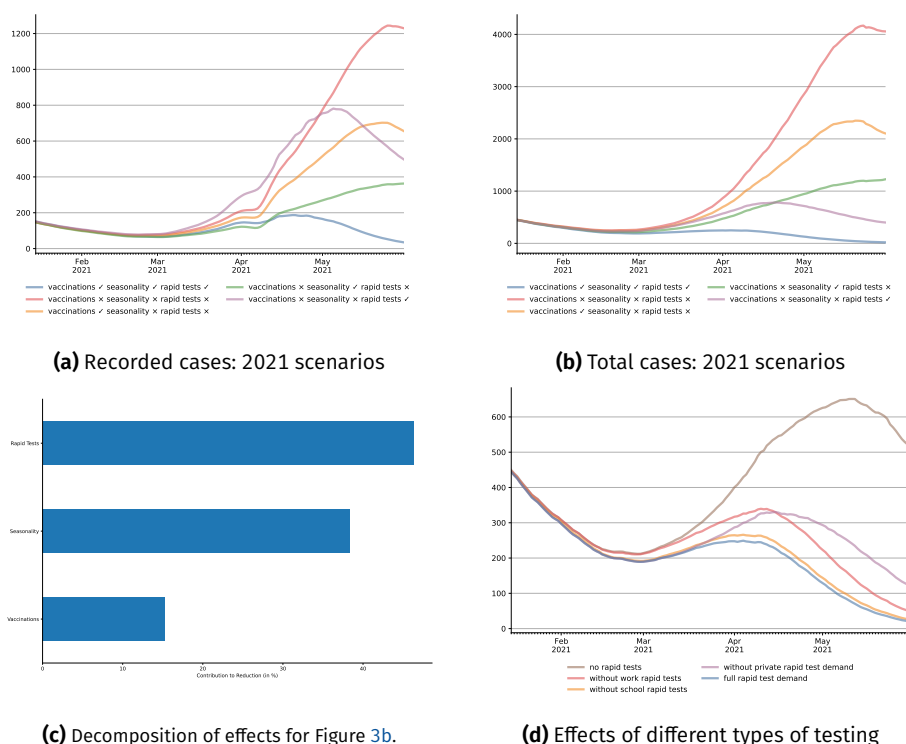 1200
1000
800
600
400
200
0
Feb
2021
Mar
2021
Apr
2021
May
2021
vaccinations ✓ seasonality ✓ rapid tests ✓
vaccinations × seasonality × rapid tests ×
vaccinations ✓ seasonality × rapid tests ×
vaccinations × seasonality ✓ rapid tests ×
vaccinations × seasonality × rapid tests ✓
(a) Recorded cases: 2021 scenarios
4000
3000
2000
1000
0
Feb
2021
Mar
2021
Apr
2021
May
2021
vaccinations ✓ seasonality ✓ rapid tests ✓
vaccinations × seasonality × rapid tests ×
vaccinations ✓ seasonality × rapid tests ×
vaccinations × seasonality ✓ rapid tests ×
vaccinations × seasonality × rapid tests ✓
(b) Total cases: 2021 scenarios
Rapid Tests
Seasonality
Vaccinations
0
10
20
30
40
Contribution to Reduction (in %)
(c) Decomposition of effects for Figure 3b.
600
500
400
300
200
100
0
Feb
2021
Mar
2021
Apr
2021
May
2021
no rapid tests
without work rapid tests
without school rapid tests
without private rapid test demand
full rapid test demand
(d) Effects of different types of testing